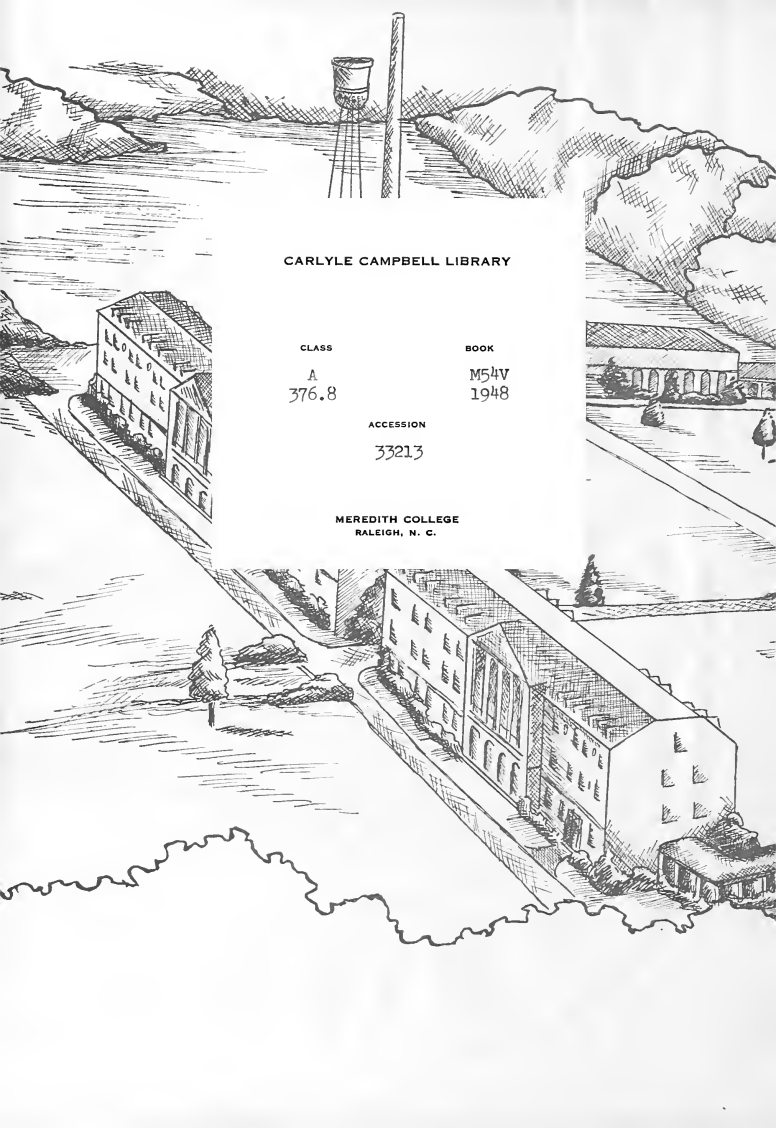 CARLYLE CAMPBELL LIBRARY
CLASS BOOK
A M54V
376.8 1948
ACCESSION
33213
MEREDITH COLLEGE
RALEIGH, N. C.